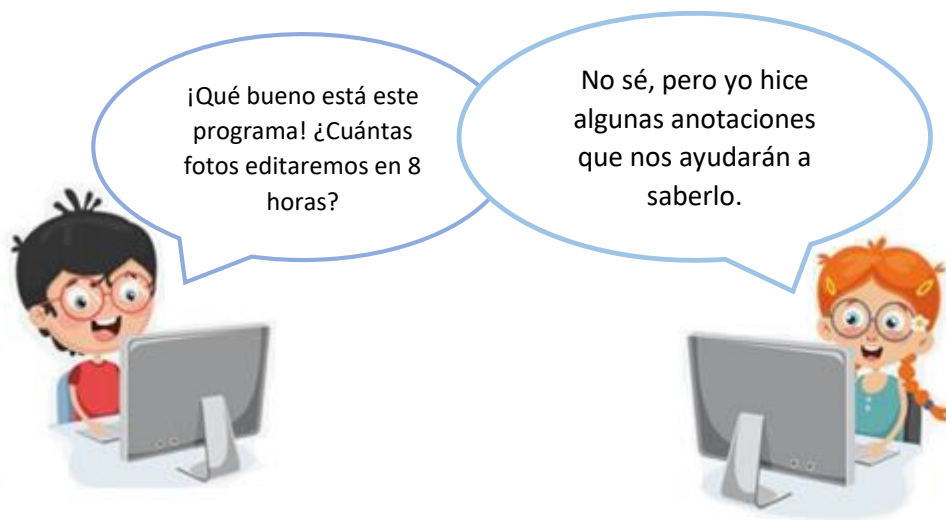 ¡Qué bueno está este
programa! ¿Cuántas
fotos editaremos en 8
horas?
No sé, pero yo hice
algunas anotaciones
que nos ayudarán a
saberlo.